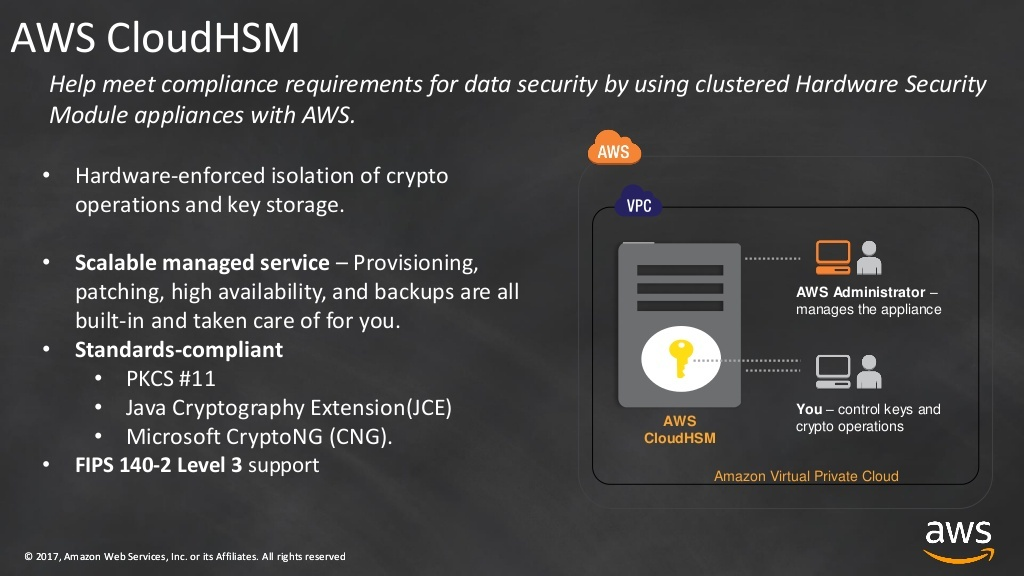 AWS CloudHSM
Help meet compliance requirements for data security by using clustered Hardware Security
Module appliances with AWS.
• Hardware-enforced isolation of crypto
operations and key storage.
• Scalable managed service – Provisioning,
patching, high availability, and backups are all
built-in and taken care of for you.
• Standards-compliant
• PKCS #11
• Java Cryptography Extension(JCE)
• Microsoft CryptoNG (CNG).
• FIPS 140-2 Level 3 support
AWS
VPC
AWS Administrator –
manages the appliance
You – control keys and
crypto operations
AWS
CloudHSM
Amazon Virtual Private Cloud
© 2017, Amazon Web Services, Inc. or its Affiliates. All rights reserved
aws